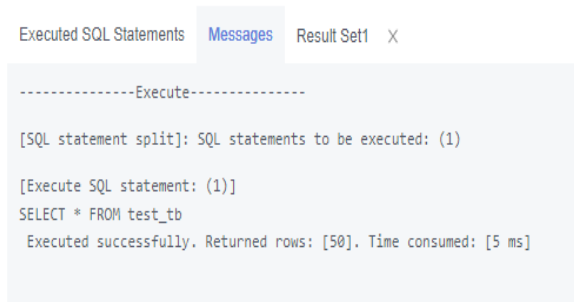 Executed SQL Statements Messages Result Set1 X
---------------Execute---------------
[SQL statement split]: SQL statements to be executed: (1)
[Execute SQL statement: (1)]
SELECT * FROM test_tb
Executed successfully. Returned rows: [50]. Time consumed: [5 ms]